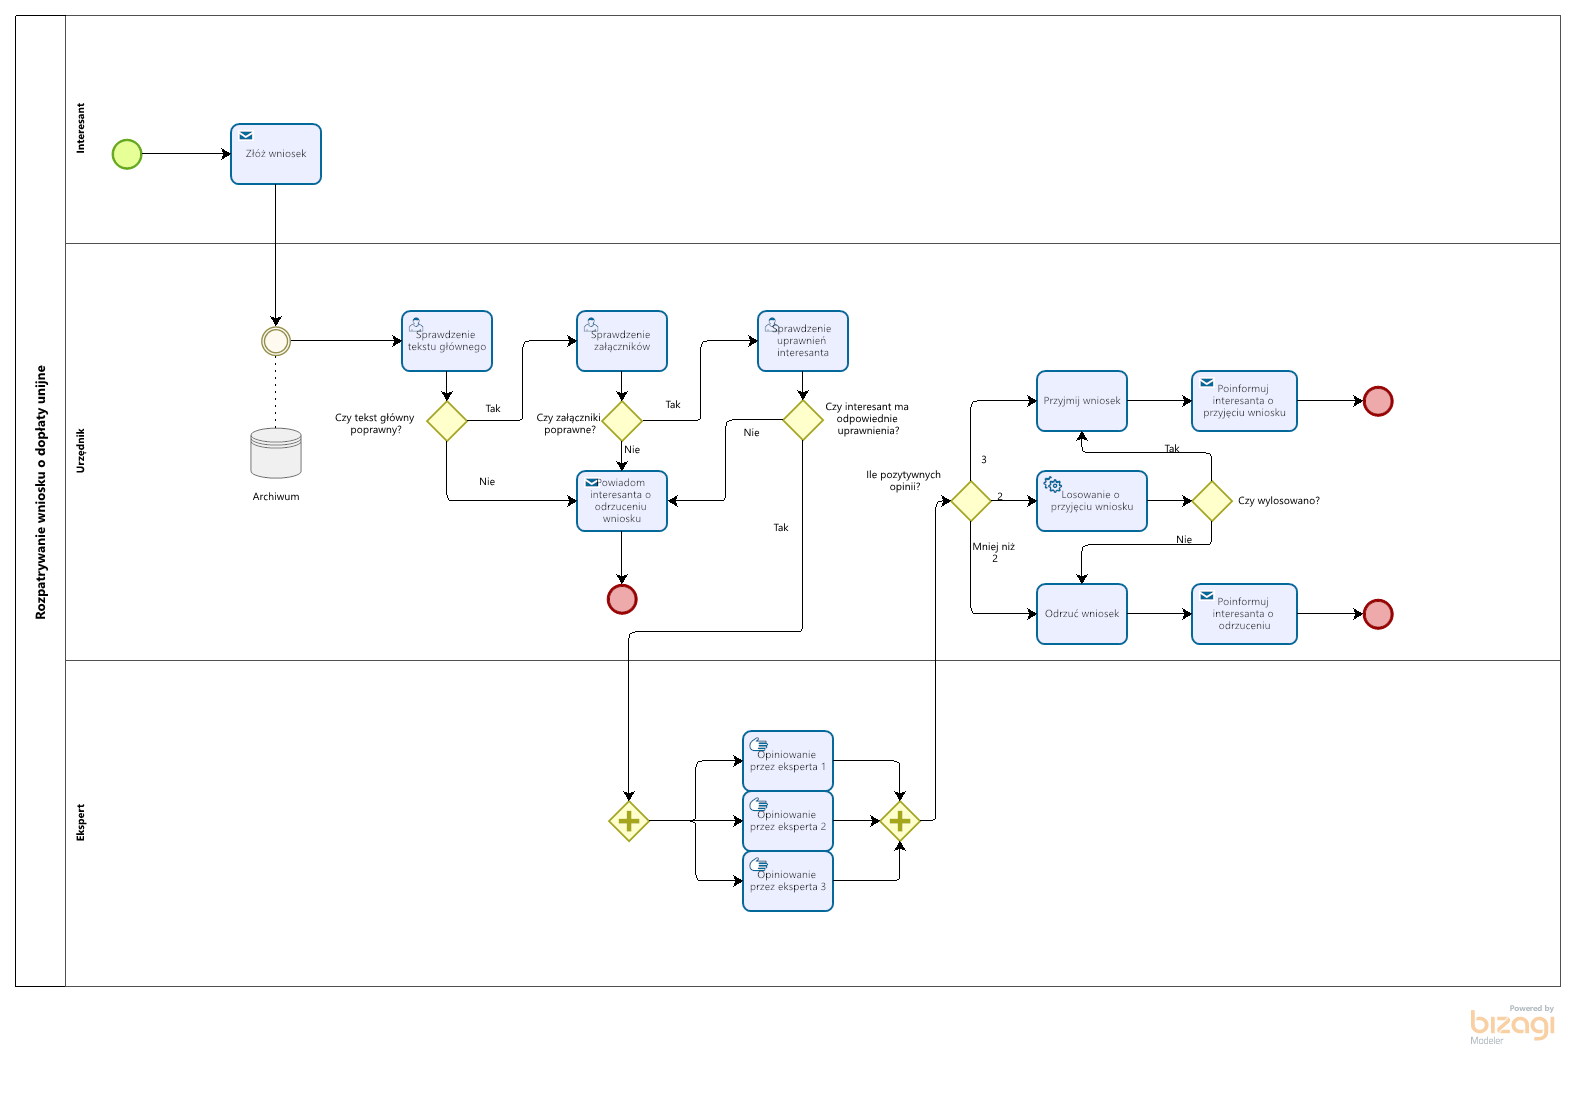 Rozpatrywanie wniosku o dopłaty unijne
Interesant
Złóż wniosek
Urzędnik
Archiwum
Sprawdzenie
tekstu głównego
Czy tekst główny
poprawny?
Tak
Nie
Sprawdzenie
załączników
Czy załączniki
poprawne?
Tak
Nie
Sprawdzenie
uprawnień
interesanta
Czy interesant ma
odpowiednie
uprawnienia?
Nie
Tak
Powiadom
interesanta o
odrzuceniu
wniosku
Ile pozytywnych
opinii?
3
2
Mniej niż
2
Przyjmij wniosek
Poinformuj
interesanta o
przyjęciu wniosku
Losowanie o
przyjęciu wniosku
Tak
Czy wylosowano?
Nie
Odrzuć wniosek
Poinformuj
interesanta o
odrzuceniu
Ekspert
Opiniowanie
przez eksperta 1
Opiniowanie
przez eksperta 2
Opiniowanie
przez eksperta 3
Powered by
bizagi
Modeler